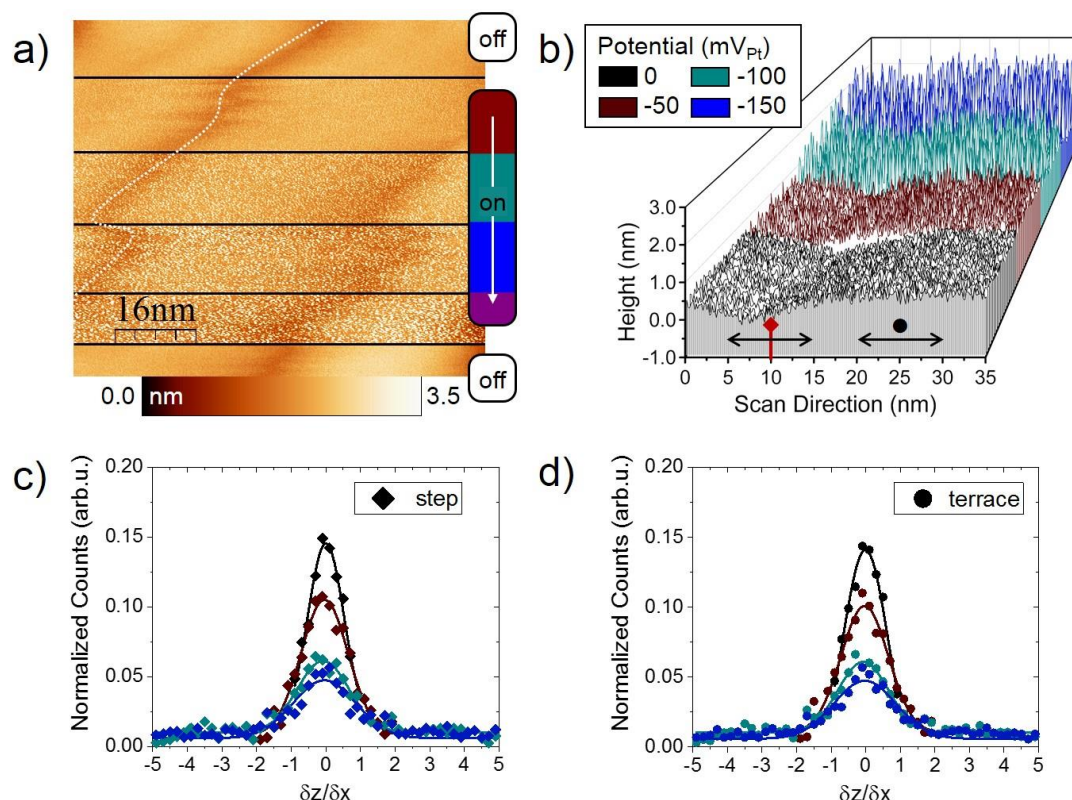 a)
off
on
16nm
0.0 nm 3.5
off
b)
Potential (mV_Pt)
0 -100
-50 -150
Height (nm)
3.0
2.0
1.0
0.0
-1.0
0 5 10 15 20 25 30 35
Scan Direction (nm)
c)
Normalized Counts (arb.u.)
0.20
0.15
0.10
0.05
0.00
step
-5 -4 -3 -2 -1 0 1 2 3 4 5
δz/δx
d)
Normalized Counts (arb.u.)
0.20
0.15
0.10
0.05
0.00
terrace
-5 -4 -3 -2 -1 0 1 2 3 4 5
δz/δx